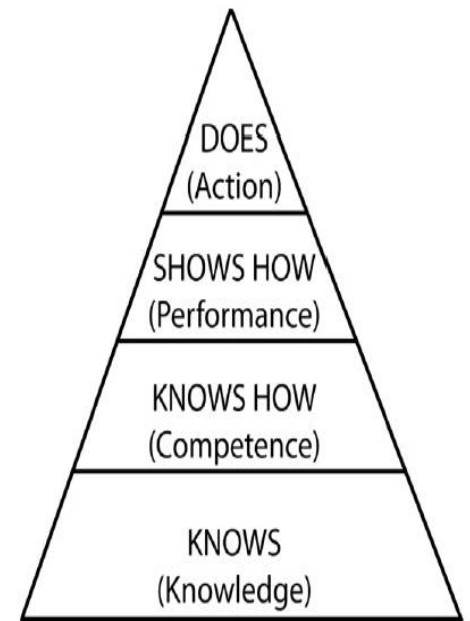 DOES
(Action)
SHOWS HOW
(Performance)
KNOWS HOW
(Competence)
KNOWS
(Knowledge)